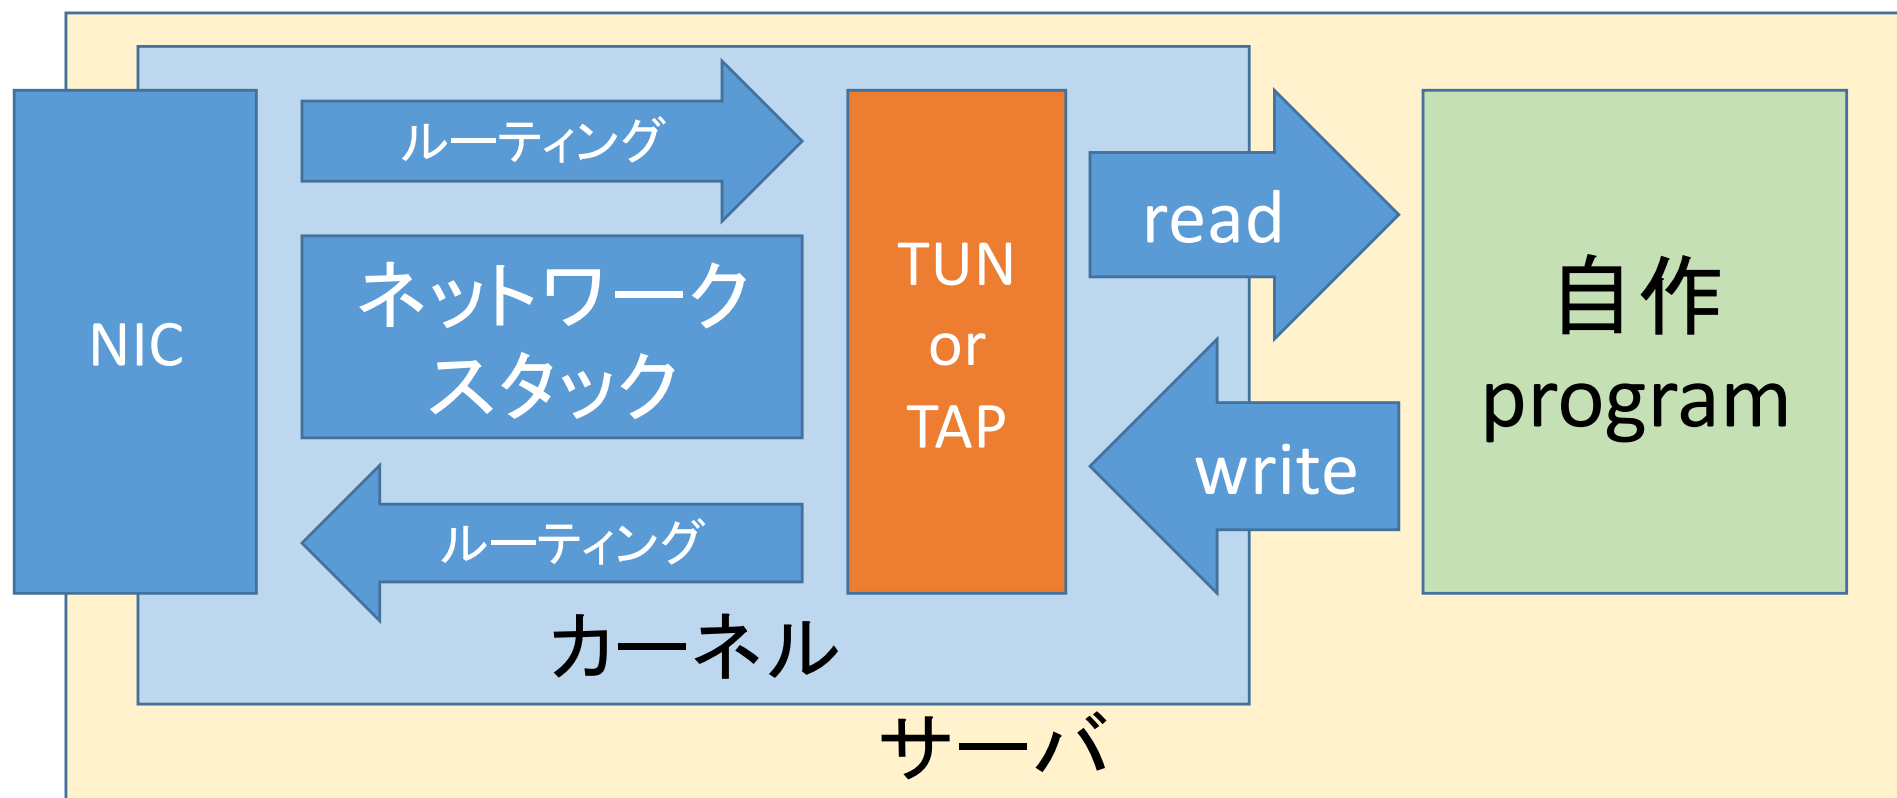 NIC
ルーティング
ネットワーク
スタック
ルーティング
TUN
or
TAP
read
write
自作
program
カーネル
サーバ